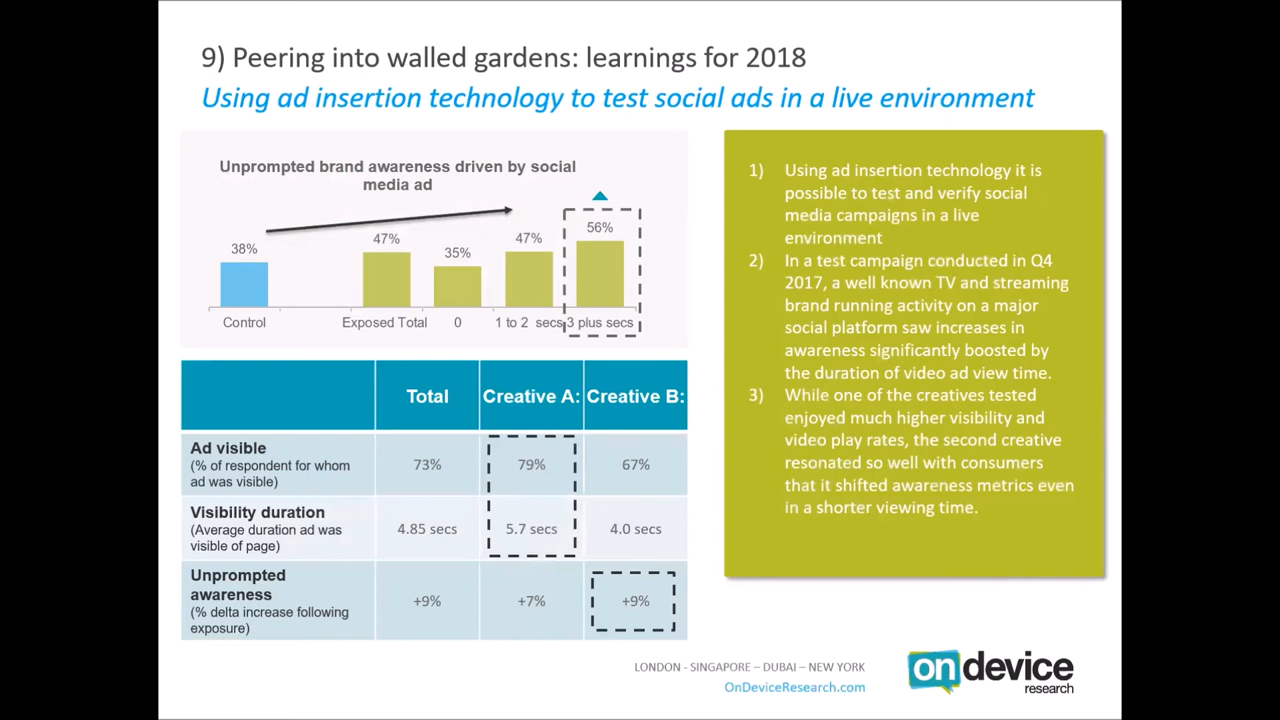 9) Peering into walled gardens: learnings for 2018
Using ad insertion technology to test social ads in a live environment
Unprompted brand awareness driven by social
media ad
38%
47%
35%
47%
56%
Control
Exposed Total
0
1 to 2 secs
3 plus secs
Total
Creative A:
Creative B:
Ad visible
(% of respondent for whom
ad was visible)
73%
79%
67%
Visibility duration
(Average duration ad was
visible of page)
4.85 secs
5.7 secs
4.0 secs
Unprompted
awareness
(% delta increase following
exposure)
+9%
+7%
+9%
1) Using ad insertion technology it is
possible to test and verify social
media campaigns in a live
environment
2) In a test campaign conducted in Q4
2017, a well known TV and streaming
brand running activity on a major
social platform saw increases in
awareness significantly boosted by
the duration of video ad view time.
3) While one of the creatives tested
enjoyed much higher visibility and
video play rates, the second creative
resonated so well with consumers
that it shifted awareness metrics even
in a shorter viewing time.
LONDON - SINGAPORE – DUBAI – NEW YORK
OnDeviceResearch.com
on device
research